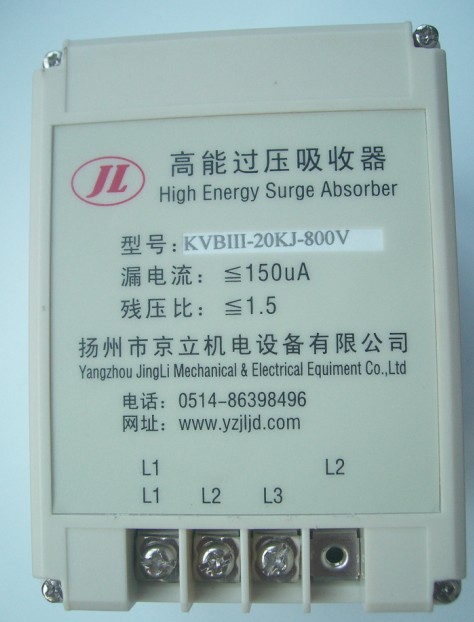 JL
高能过压吸收器
High Energy Surge Absorber
型号: KVBIII-20KJ-800V
漏电流: ≦150uA
残压比: ≦1.5
扬州市京立机电设备有限公司
Yangzhou JingLi Mechanical & Electrical Equiment Co.,Ltd
电话: 0514-86398496
网址: www.yzjljd.com
L1 L2
L1 L2 L3